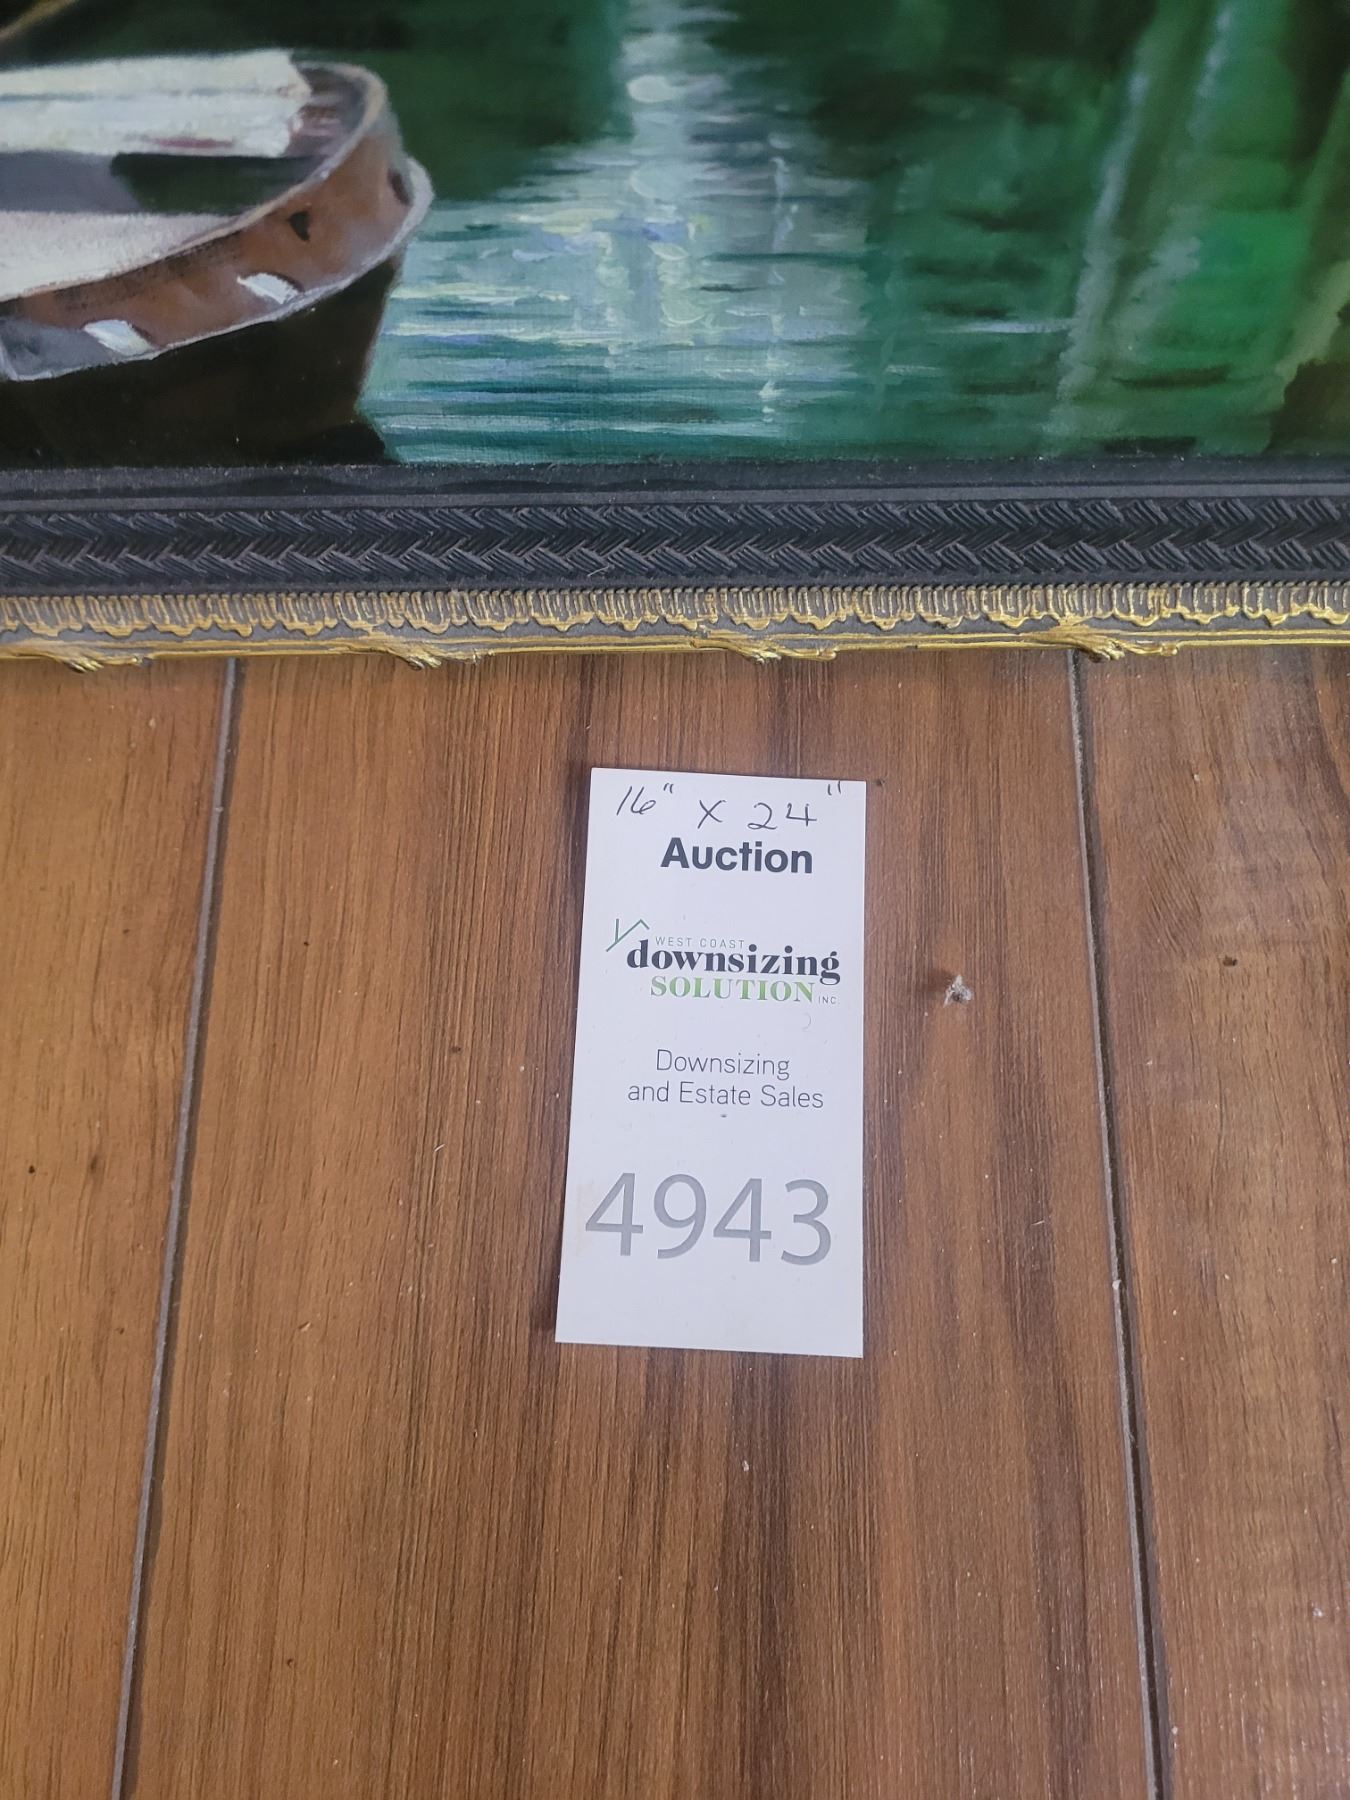 16" X 24"
Auction
WEST COAST
downsizing
SOLUTION INC
Downsizing
and Estate Sales
4943